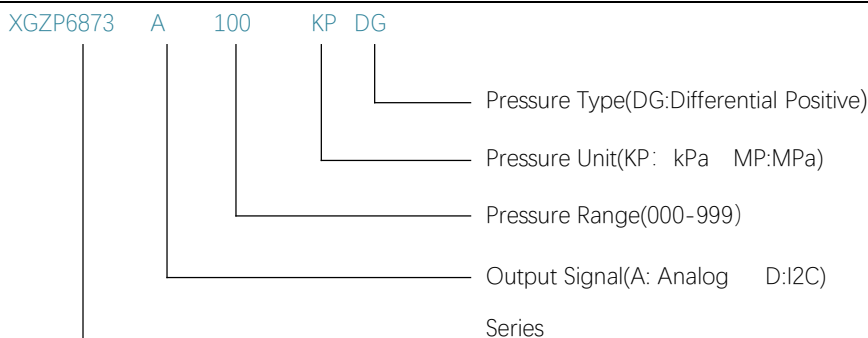 XGZP6873 A 100 KP DG
Pressure Type(DG:Differential Positive)
Pressure Unit(KP： kPa MP:MPa)
Pressure Range(000-999）
Output Signal(A: Analog D:I2C)
Series